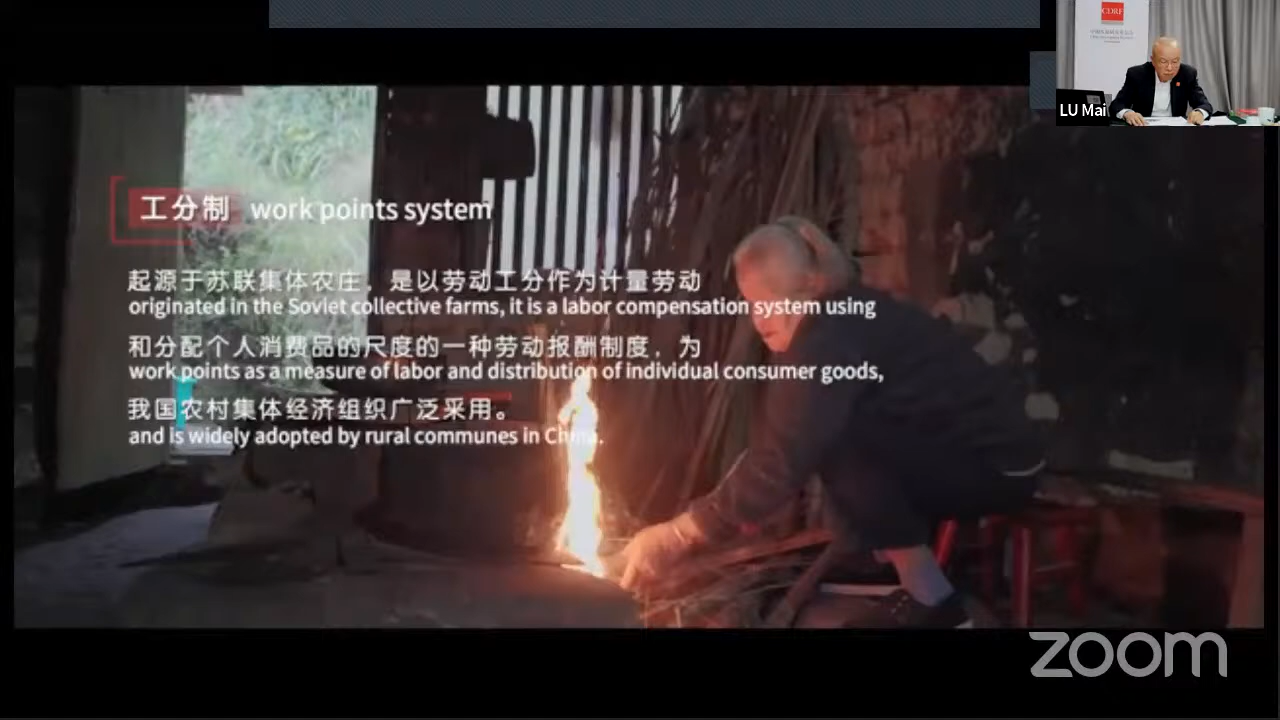 CDRF
LU Mai
工分制 work points system
起源于苏联集体农庄，是以劳动工分作为计量劳动
originated in the Soviet collective farms, it is a labor compensation system using
和分配个人消费品的尺度的一种劳动报酬制度，为
work points as a measure of labor and distribution of individual consumer goods,
我国农村集体经济组织广泛采用。
and is widely adopted by rural communes in China.
zoom